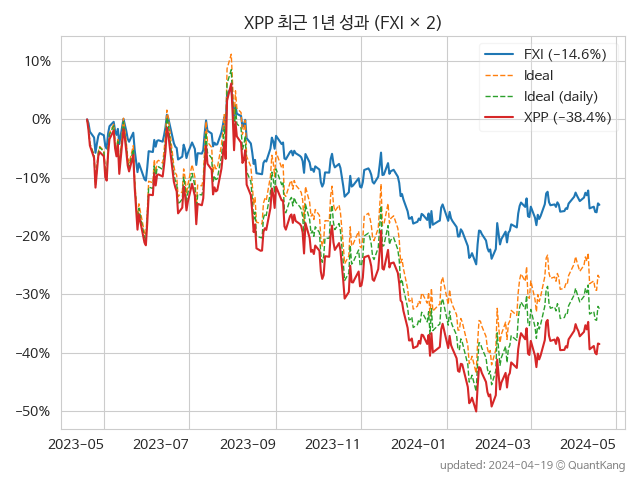 XPP 최근 1년 성과 (FXI × 2)
FXI (−14.6%)
Ideal
Ideal (daily)
XPP (−38.4%)
10%
0%
−10%
−20%
−30%
−40%
−50%
2023-05 2023-07 2023-09 2023-11 2024-01 2024-03 2024-05
updated: 2024-04-19 © QuantKang